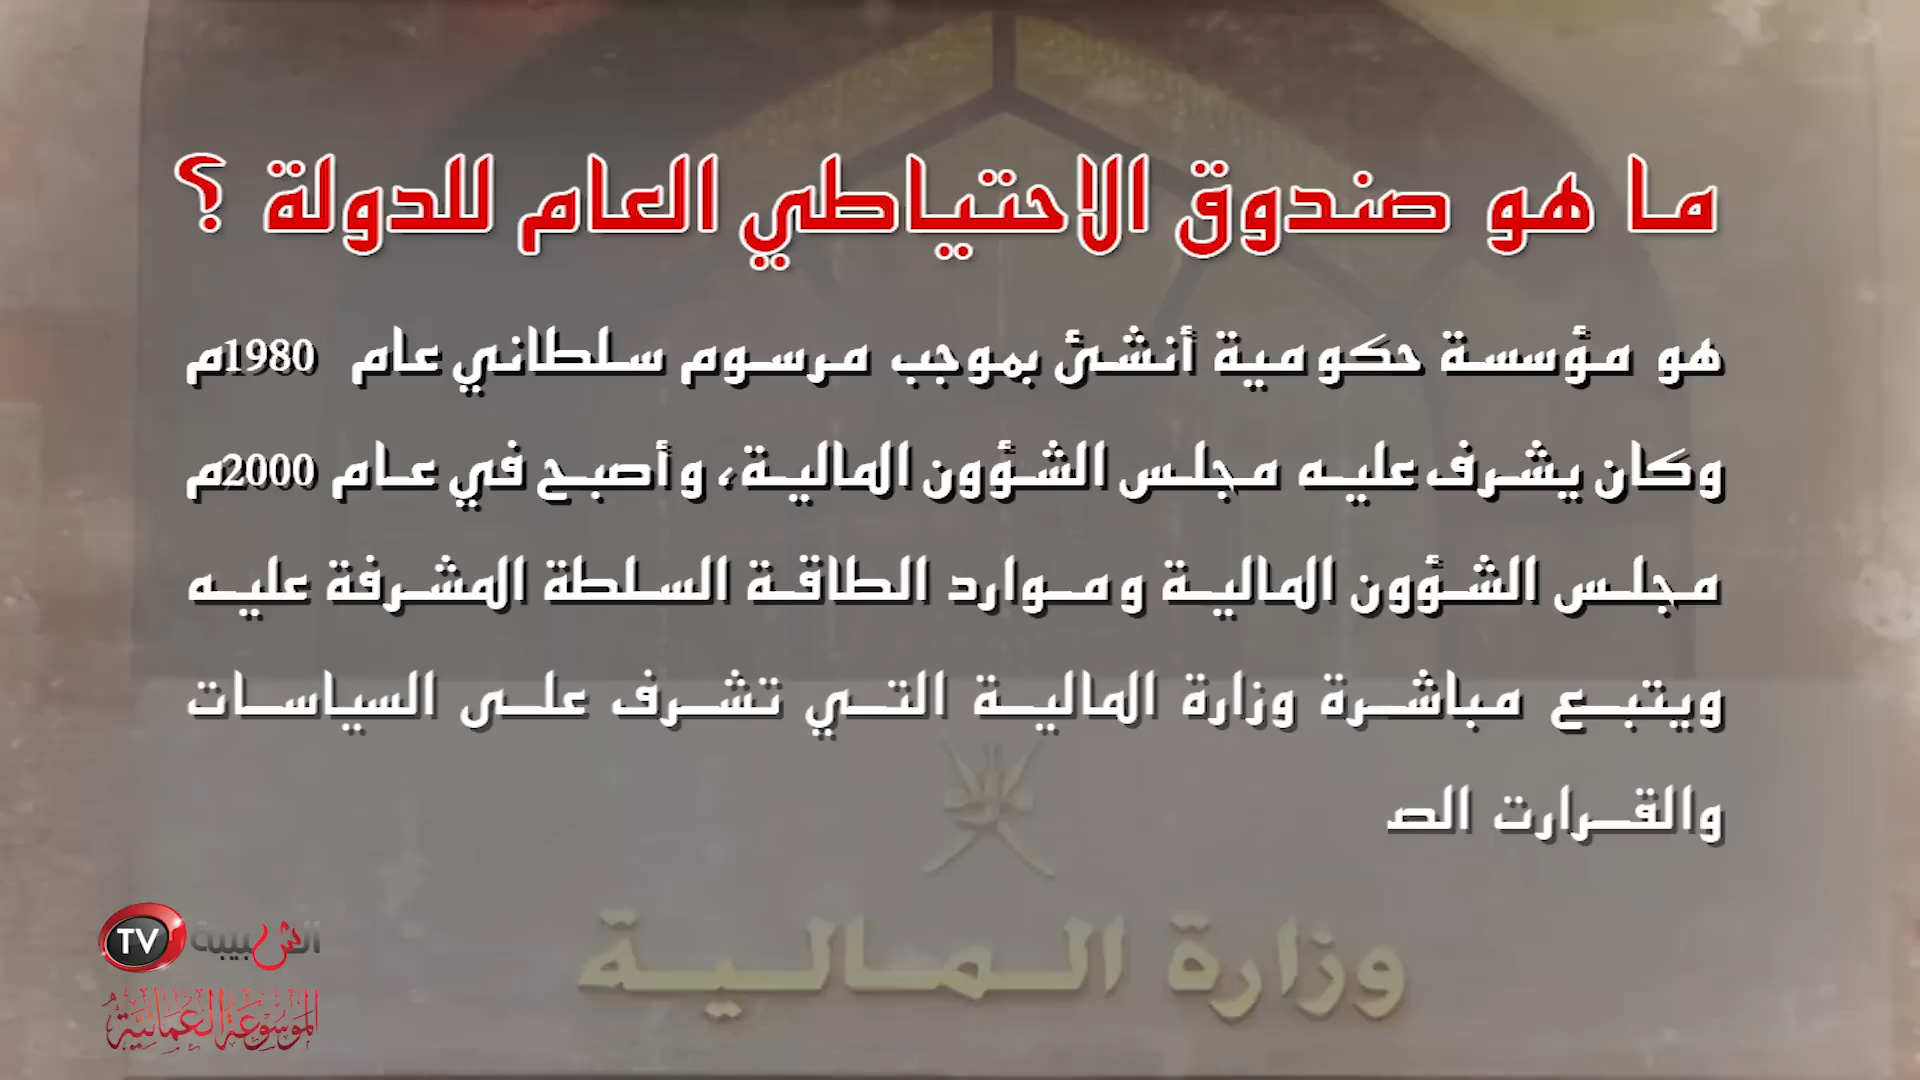 ما هو صندوق الاحتياطي العام للدولة ؟
هو مؤسسة حكومية أنشئ بموجب مرسوم سلطاني عام 1980م
وكان يشرف عليه مجلس الشؤون المالية، وأصبح في عام 2000م
مجلس الشؤون المالية وموارد الطاقة السلطة المشرفة عليه
ويتبع مباشرة وزارة المالية التي تشرف على السياسات
والقرارت الص
وزارة المالية
الشبيبة TV
الموسوعة العمانية